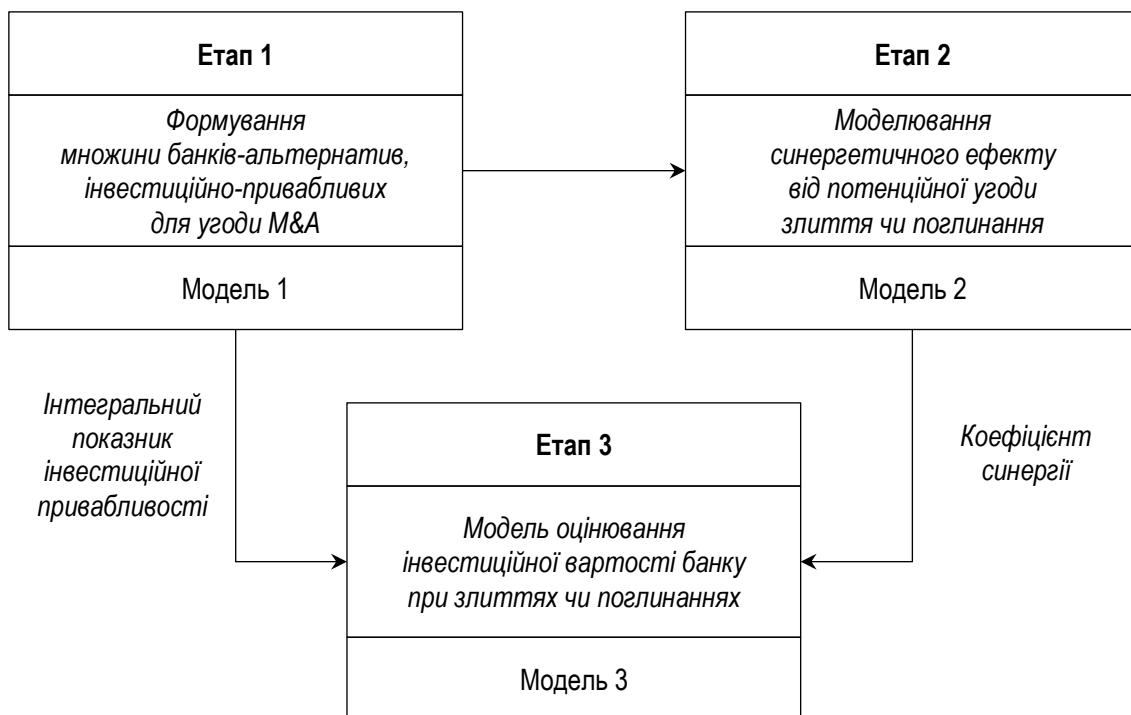 Етап 1
Формування
множини банків-альтернатив,
інвестиційно-привабливих
для угоди M&A
Модель 1
Етап 2
Моделювання
синергетичного ефекту
від потенційної угоди
злиття чи поглинання
Модель 2
Інтегральний
показник
інвестиційної
привабливості
Коефіцієнт
синергії
Етап 3
Модель оцінювання
інвестиційної вартості банку
при злиттях чи поглинаннях
Модель 3